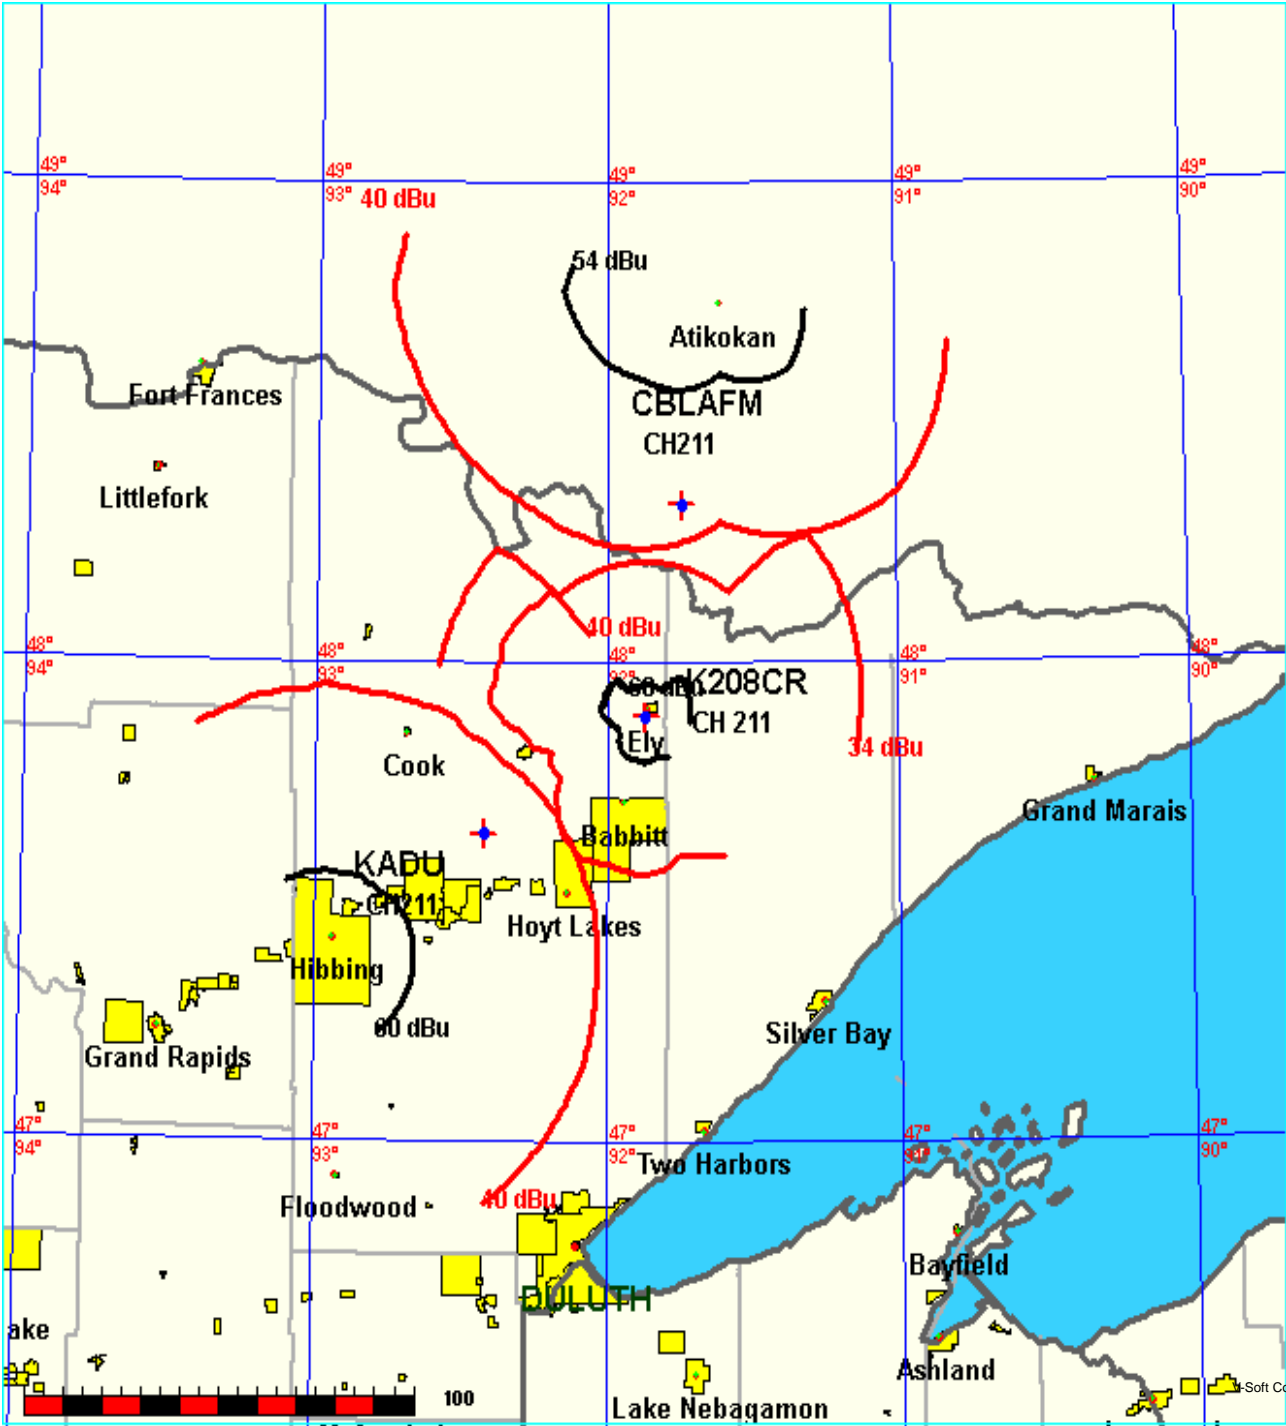 49°
94°
49°
93°
40 dBu
49°
92°
49°
91°
49°
90°
54 dBu
Atikokan
Fort Frances
CBLAFM
CH211
Littlefork
40 dBu
48°
94°
48°
93°
48°
48°
91°
48°
90°
K208CR
CH 211
Ely
34 dBu
Cook
Grand Marais
Babbitt
KADU
CH211
Hoyt Lakes
Hibbing
60 dBu
Silver Bay
Grand Rapids
47°
94°
47°
93°
47°
92°
47°
47°
90°
Two Harbors
40 dBu
Floodwood
Bayfield
DULUTH
ake
Ashland
100
Lake Nebagamon
-Soft Co